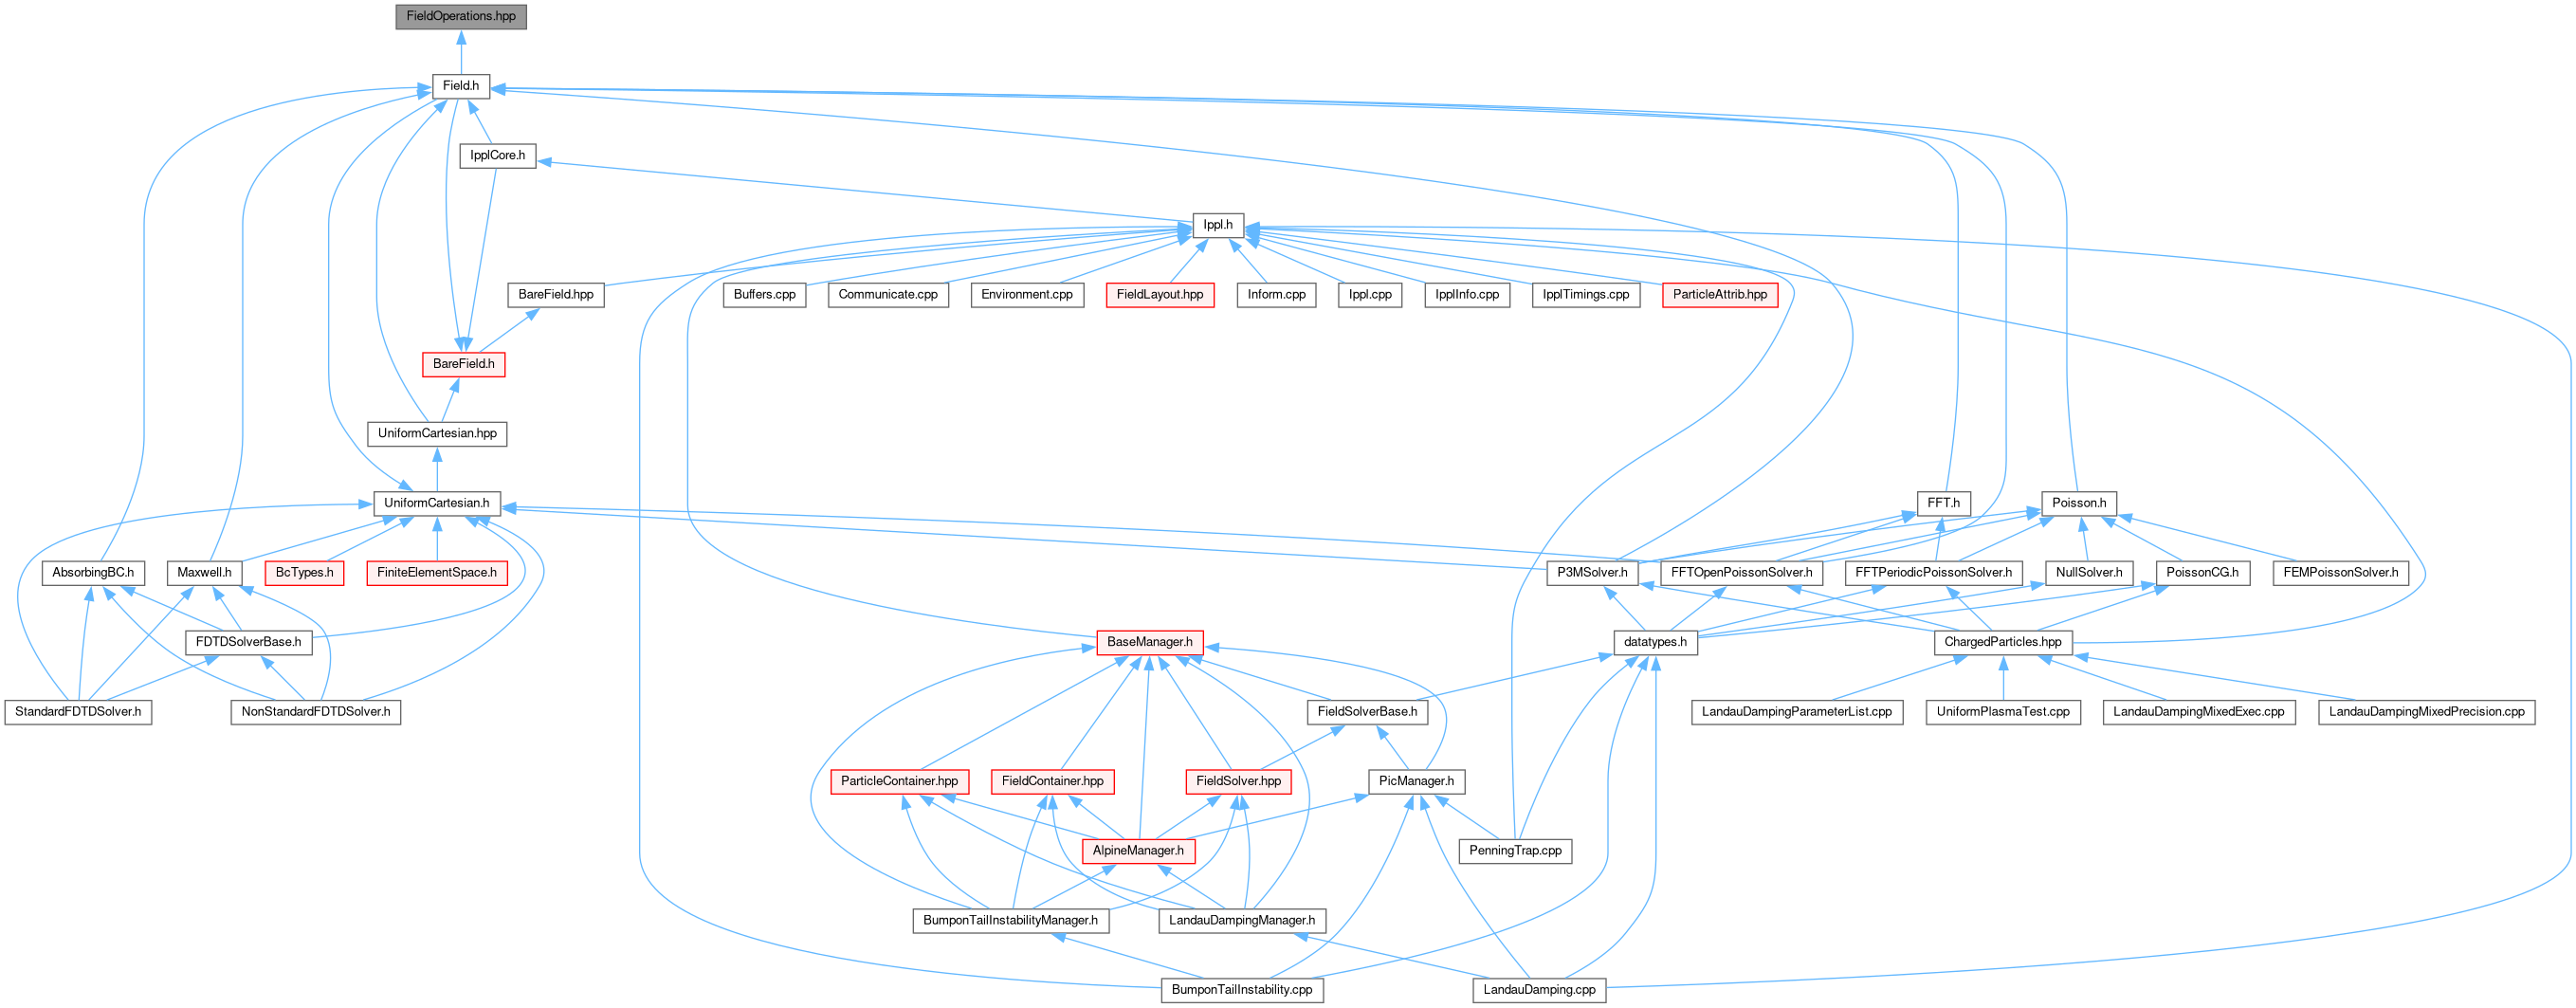 FieldOperations.hpp
Field.h
IpplCore.h
Ippl.h
BareField.hpp
Buffers.cpp
Communicate.cpp
Environment.cpp
FieldLayout.hpp
Inform.cpp
Ippl.cpp
IpplInfo.cpp
IpplTimings.cpp
ParticleAttrib.hpp
BareField.h
UniformCartesian.hpp
UniformCartesian.h
FFT.h
Poisson.h
AbsorbingBC.h
Maxwell.h
BcTypes.h
FiniteElementSpace.h
P3MSolver.h
FFTOpenPoissonSolver.h
FFTPeriodicPoissonSolver.h
NullSolver.h
PoissonCG.h
FEMPoissonSolver.h
FDTDSolverBase.h
BaseManager.h
datatypes.h
ChargedParticles.hpp
StandardFDTDSolver.h
NonStandardFDTDSolver.h
FieldSolverBase.h
LandauDampingParameterList.cpp
UniformPlasmaTest.cpp
LandauDampingMixedExec.cpp
LandauDampingMixedPrecision.cpp
ParticleContainer.hpp
FieldContainer.hpp
FieldSolver.hpp
PicManager.h
AlpineManager.h
PenningTrap.cpp
BumponTailInstabilityManager.h
LandauDampingManager.h
BumponTailInstability.cpp
LandauDamping.cpp